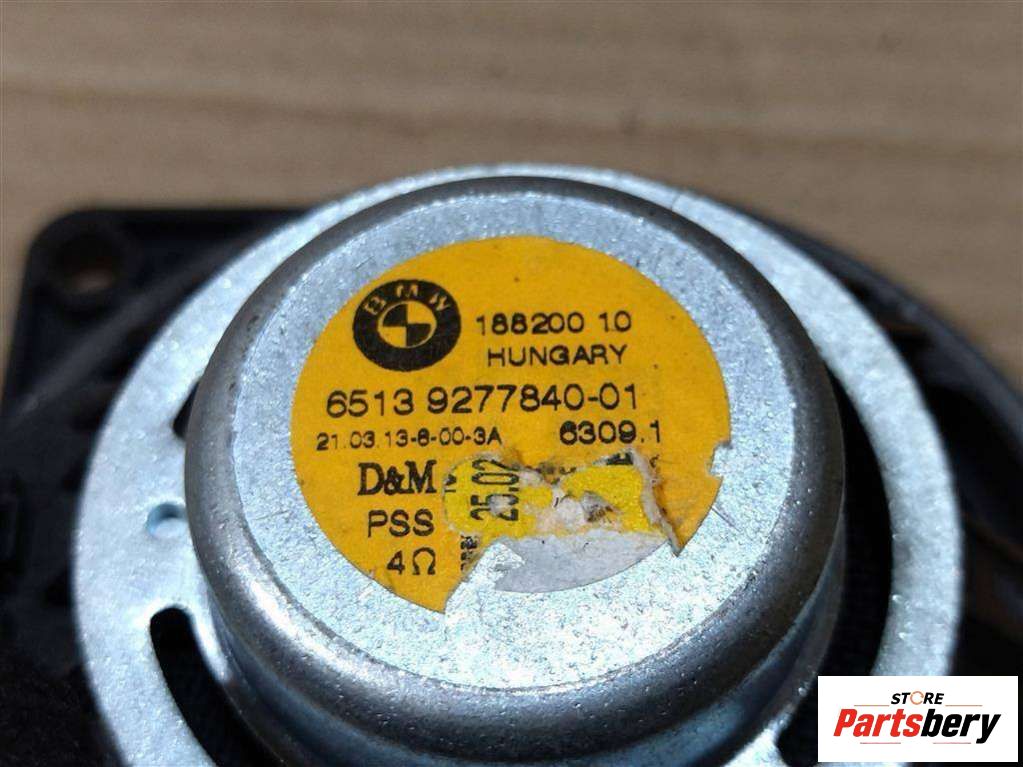 BMW
188200 1.0
HUNGARY
6513 9277840-01
21.03.13-6-00-3A 6309.1
D&M
25.02
PSS
4Ω
STORE
Partsbery